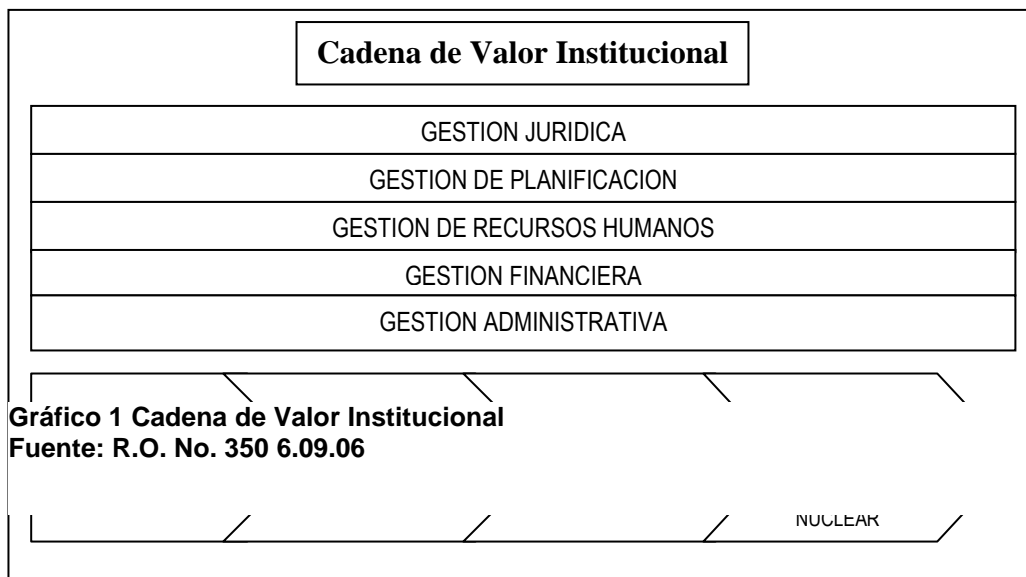 Cadena de Valor Institucional
GESTION JURIDICA
GESTION DE PLANIFICACION
GESTION DE RECURSOS HUMANOS
GESTION FINANCIERA
GESTION ADMINISTRATIVA
Gráfico 1 Cadena de Valor Institucional
Fuente: R.O. No. 350 6.09.06
NUCLEAR